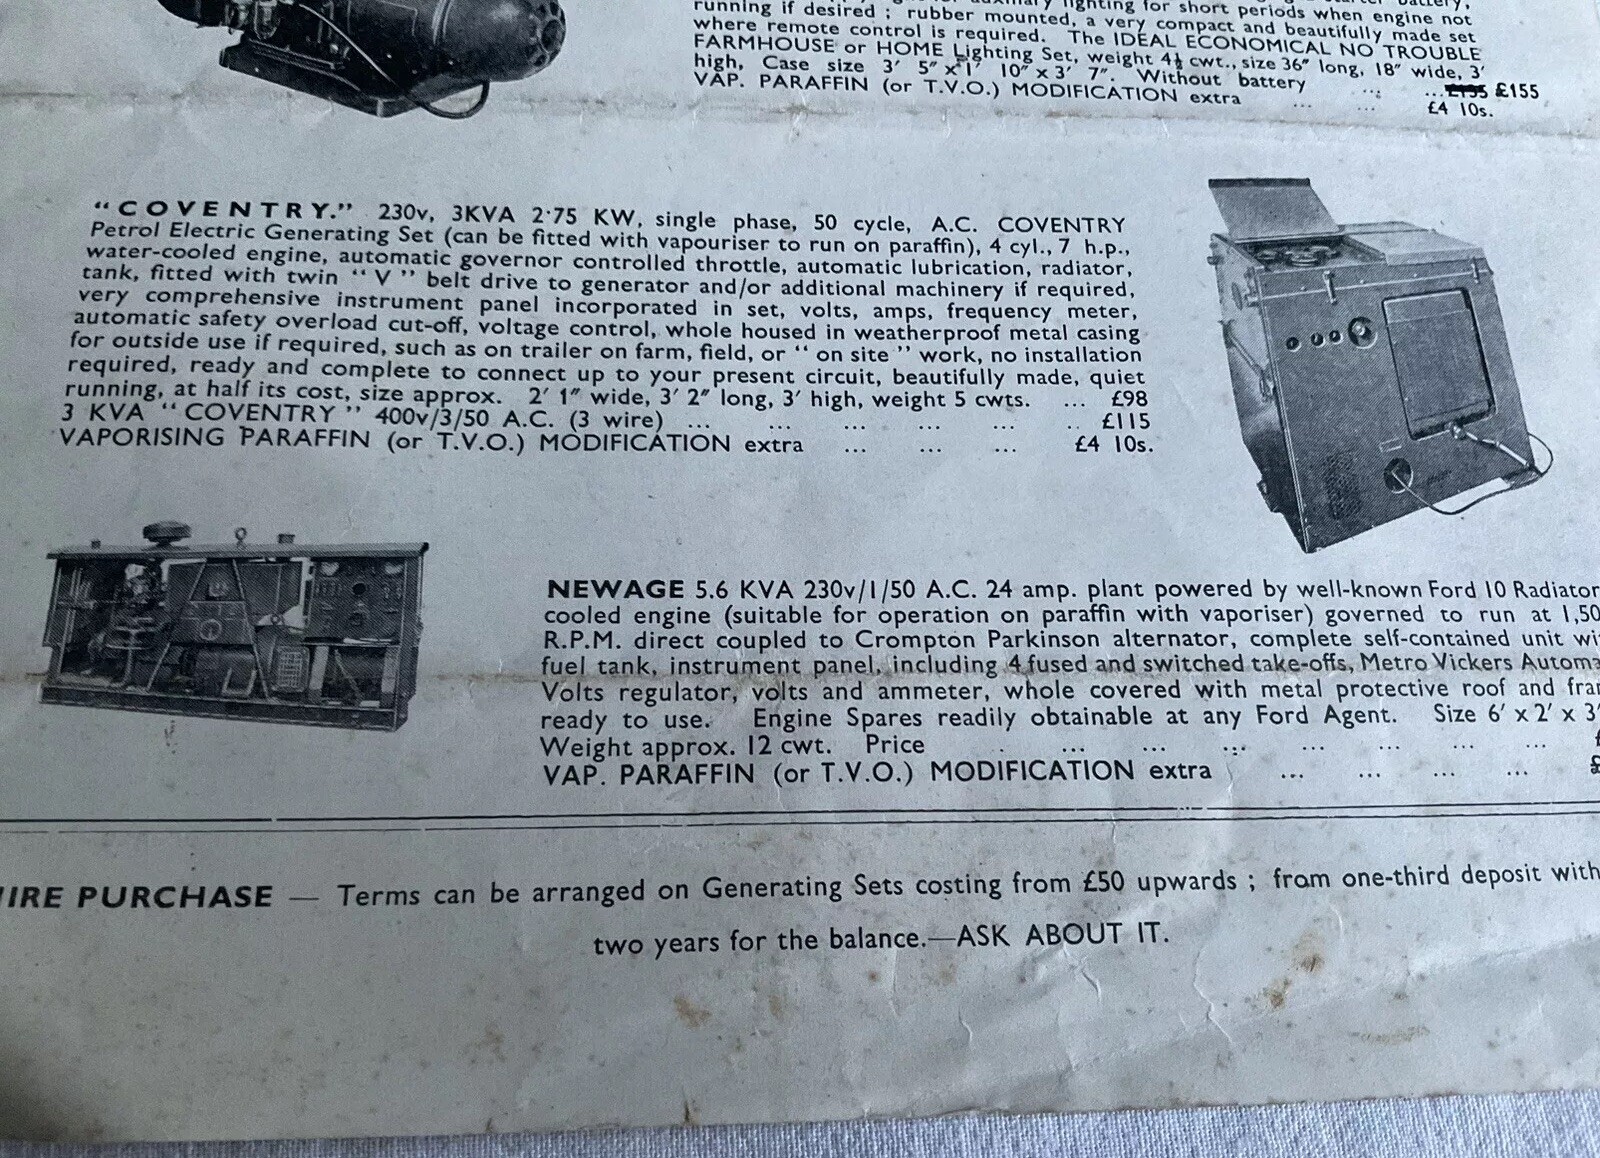 running if desired ; rubber mounted, a very compact and beautifully made set
where remote control is required. The IDEAL ECONOMICAL NO TROUBLE
FARMHOUSE or HOME Lighting Set, weight 4½ cwt., size 36″ long, 18″ wide, 3′
high, Case size 3′ 5″ x 1′ 10″ x 3′ 7″. Without battery ... ... £155
VAP. PARAFFIN (or T.V.O.) MODIFICATION extra ... ... £4 10s.
“COVENTRY.” 230v, 3KVA 2·75 KW, single phase, 50 cycle, A.C. COVENTRY
Petrol Electric Generating Set (can be fitted with vapouriser to run on paraffin), 4 cyl., 7 h.p.,
water-cooled engine, automatic governor controlled throttle, automatic lubrication, radiator,
tank, fitted with twin “ V ” belt drive to generator and/or additional machinery if required,
very comprehensive instrument panel incorporated in set, volts, amps, frequency meter,
automatic safety overload cut-off, voltage control, whole housed in weatherproof metal casing
for outside use if required, such as on trailer on farm, field, or “ on site ” work, no installation
required, ready and complete to connect up to your present circuit, beautifully made, quiet
running, at half its cost, size approx. 2′ 1″ wide, 3′ 2″ long, 3′ high, weight 5 cwts. ... £98
3 KVA “ COVENTRY ” 400v/3/50 A.C. (3 wire) ... ... ... ... ... .. £115
VAPORISING PARAFFIN (or T.V.O.) MODIFICATION extra ... ... ... £4 10s.
NEWAGE 5.6 KVA 230v/1/50 A.C. 24 amp. plant powered by well-known Ford 10 Radiator
cooled engine (suitable for operation on paraffin with vaporiser) governed to run at 1,50
R.P.M. direct coupled to Crompton Parkinson alternator, complete self-contained unit wi
fuel tank, instrument panel, including 4 fused and switched take-offs, Metro Vickers Automa
Volts regulator, volts and ammeter, whole covered with metal protective roof and fra
ready to use. Engine Spares readily obtainable at any Ford Agent. Size 6′ x 2′ x 3′
Weight approx. 12 cwt. Price . ... ... ... ... ... ... ... £
VAP. PARAFFIN (or T.V.O.) MODIFICATION extra ... ... ... ... £
IRE PURCHASE — Terms can be arranged on Generating Sets costing from £50 upwards ; from one-third deposit with
two years for the balance.—ASK ABOUT IT.